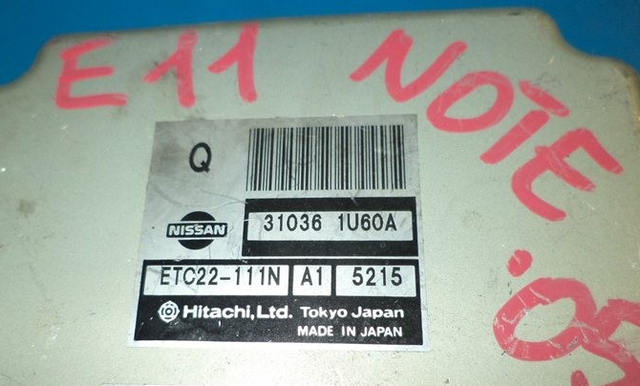 E11 NOTE
.05
Q
NISSAN
31036 1U60A
ETC22-111N A1 5215
Hitachi, Ltd. Tokyo Japan
MADE IN JAPAN